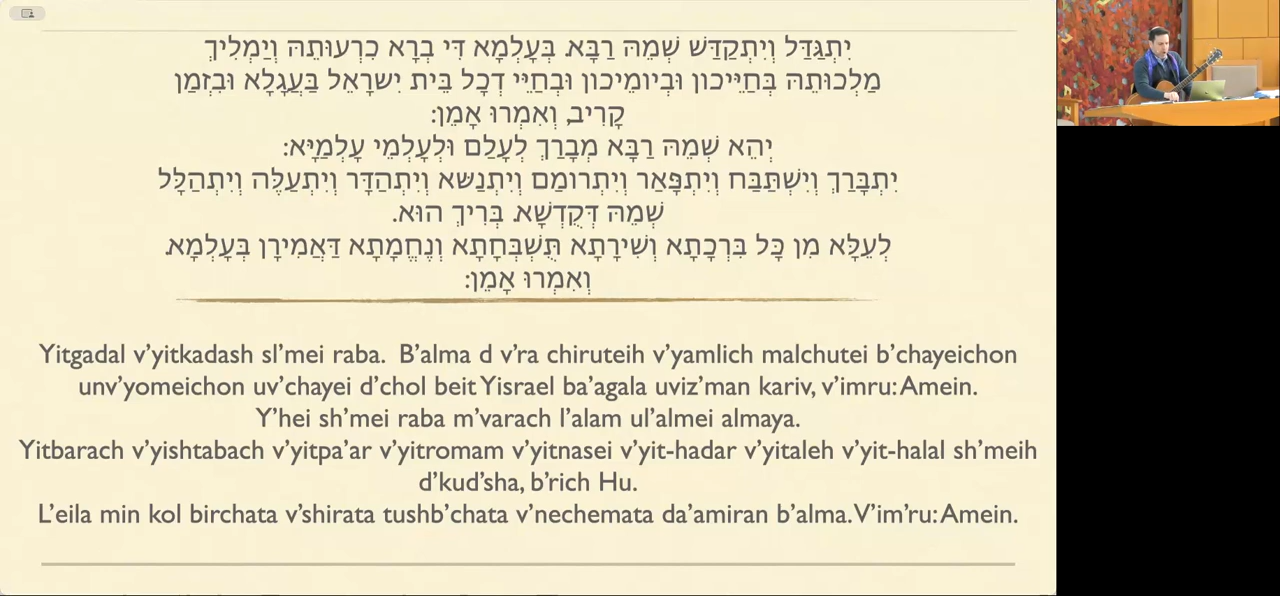 יִתְגַּדַּל וְיִתְקַדַּשׁ שְׁמֵהּ רַבָּא. בְּעָלְמָא דִּי בְרָא כִרְעוּתֵהּ וְיַמְלִיךְ
מַלְכוּתֵהּ בְּחַיֵּיכוֹן וּבְיוֹמֵיכוֹן וּבְחַיֵּי דְכָל בֵּית יִשְׂרָאֵל בַּעֲגָלָא וּבִזְמַן
קָרִיב, וְאִמְרוּ אָמֵן:
יְהֵא שְׁמֵהּ רַבָּא מְבָרַךְ לְעָלַם וּלְעָלְמֵי עָלְמַיָּא:
יִתְבָּרַךְ וְיִשְׁתַּבַּח וְיִתְפָּאַר וְיִתְרוֹמַם וְיִתְנַשֵּׂא וְיִתְהַדָּר וְיִתְעַלֶּה וְיִתְהַלָּל
שְׁמֵהּ דְּקֻדְשָׁא. בְּרִיךְ הוּא.
לְעֵלָּא מִן כָּל בִּרְכָתָא וְשִׁירָתָא תֻּשְׁבְּחָתָא וְנֶחֱמָתָא דַּאֲמִירָן בְּעָלְמָא.
וְאִמְרוּ אָמֵן:
Yitgadal v'yitkadash sl'mei raba. B'alma d v'ra chiruteih v'yamlich malchutei b'chayeichon
unv'yomeichon uv'chayei d'chol beit Yisrael ba'agala uviz'man kariv, v'imru: Amein.
Y'hei sh'mei raba m'varach l'alam ul'almei almaya.
Yitbarach v'yishtabach v'yitpa'ar v'yitromam v'yitnasei v'yit-hadar v'yitaleh v'yit-halal sh'meih
d'kud'sha, b'rich Hu.
L'eila min kol birchata v'shirata tushb'chata v'nechemata da'amiran b'alma. V'im'ru: Amein.